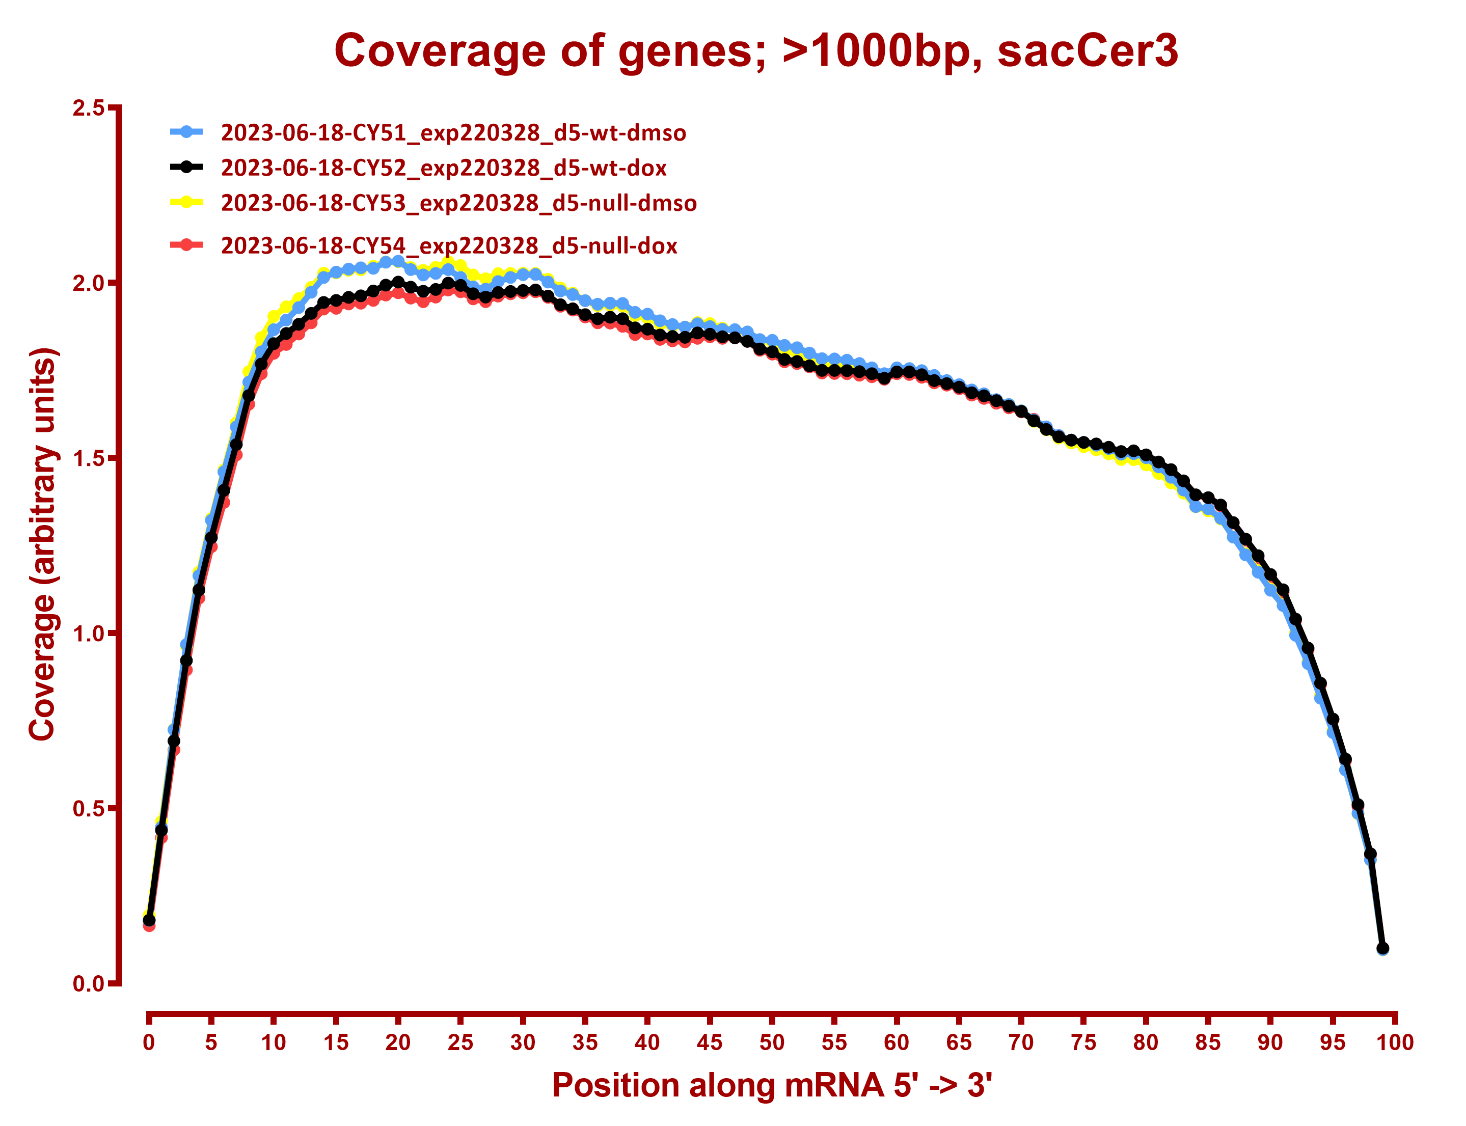 Coverage of genes; >1000bp, sacCer3
2.5
2023-06-18-CY51_exp220328_d5-wt-dmso
2023-06-18-CY52_exp220328_d5-wt-dox
2023-06-18-CY53_exp220328_d5-null-dmso
2023-06-18-CY54_exp220328_d5-null-dox
2.0
1.5
1.0
0.5
0.0
Coverage (arbitrary units)
0 5 10 15 20 25 30 35 40 45 50 55 60 65 70 75 80 85 90 95 100
Position along mRNA 5' -> 3'